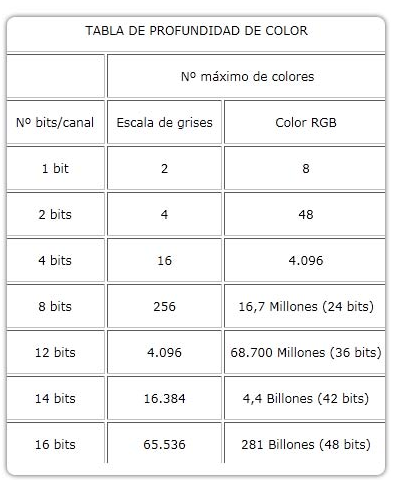 TABLA DE PROFUNDIDAD DE COLOR
Nº máximo de colores
Nº bits/canal Escala de grises Color RGB
1 bit 2 8
2 bits 4 48
4 bits 16 4.096
8 bits 256 16,7 Millones (24 bits)
12 bits 4.096 68.700 Millones (36 bits)
14 bits 16.384 4,4 Billones (42 bits)
16 bits 65.536 281 Billones (48 bits)